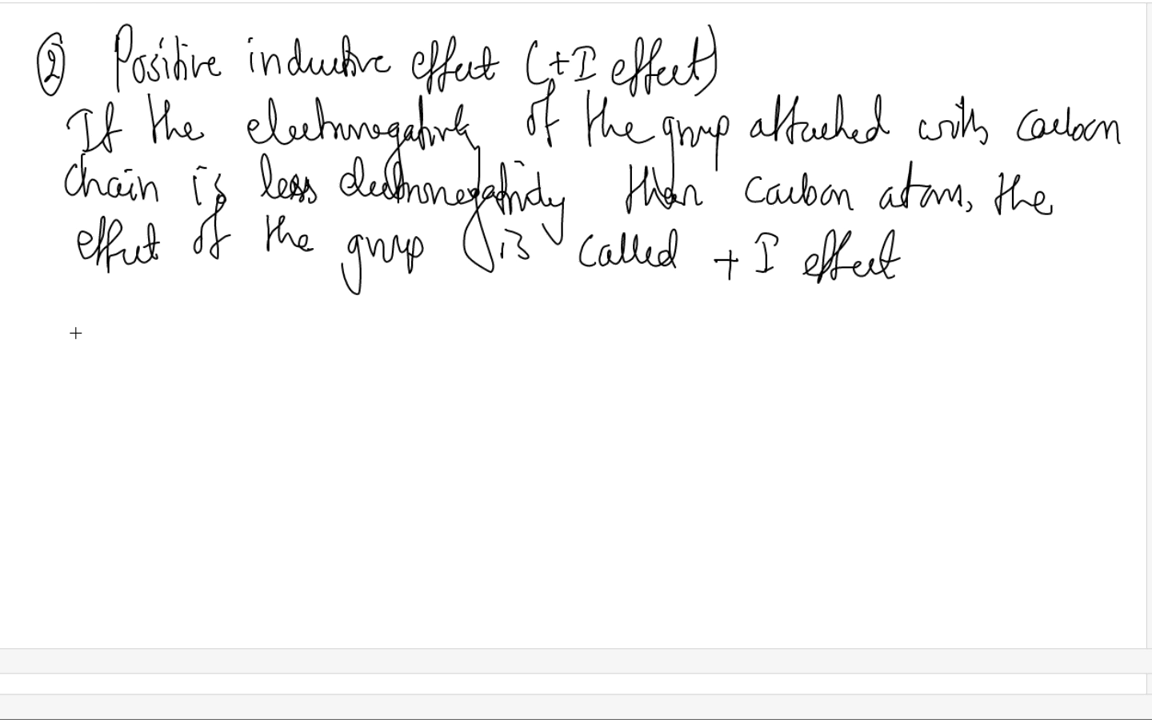 ② Positive inductive effect (+I effect)
If the electronegativity of the group attached with carbon
chain is less electronegativity than carbon atom, the
effect of the group is called + I effect